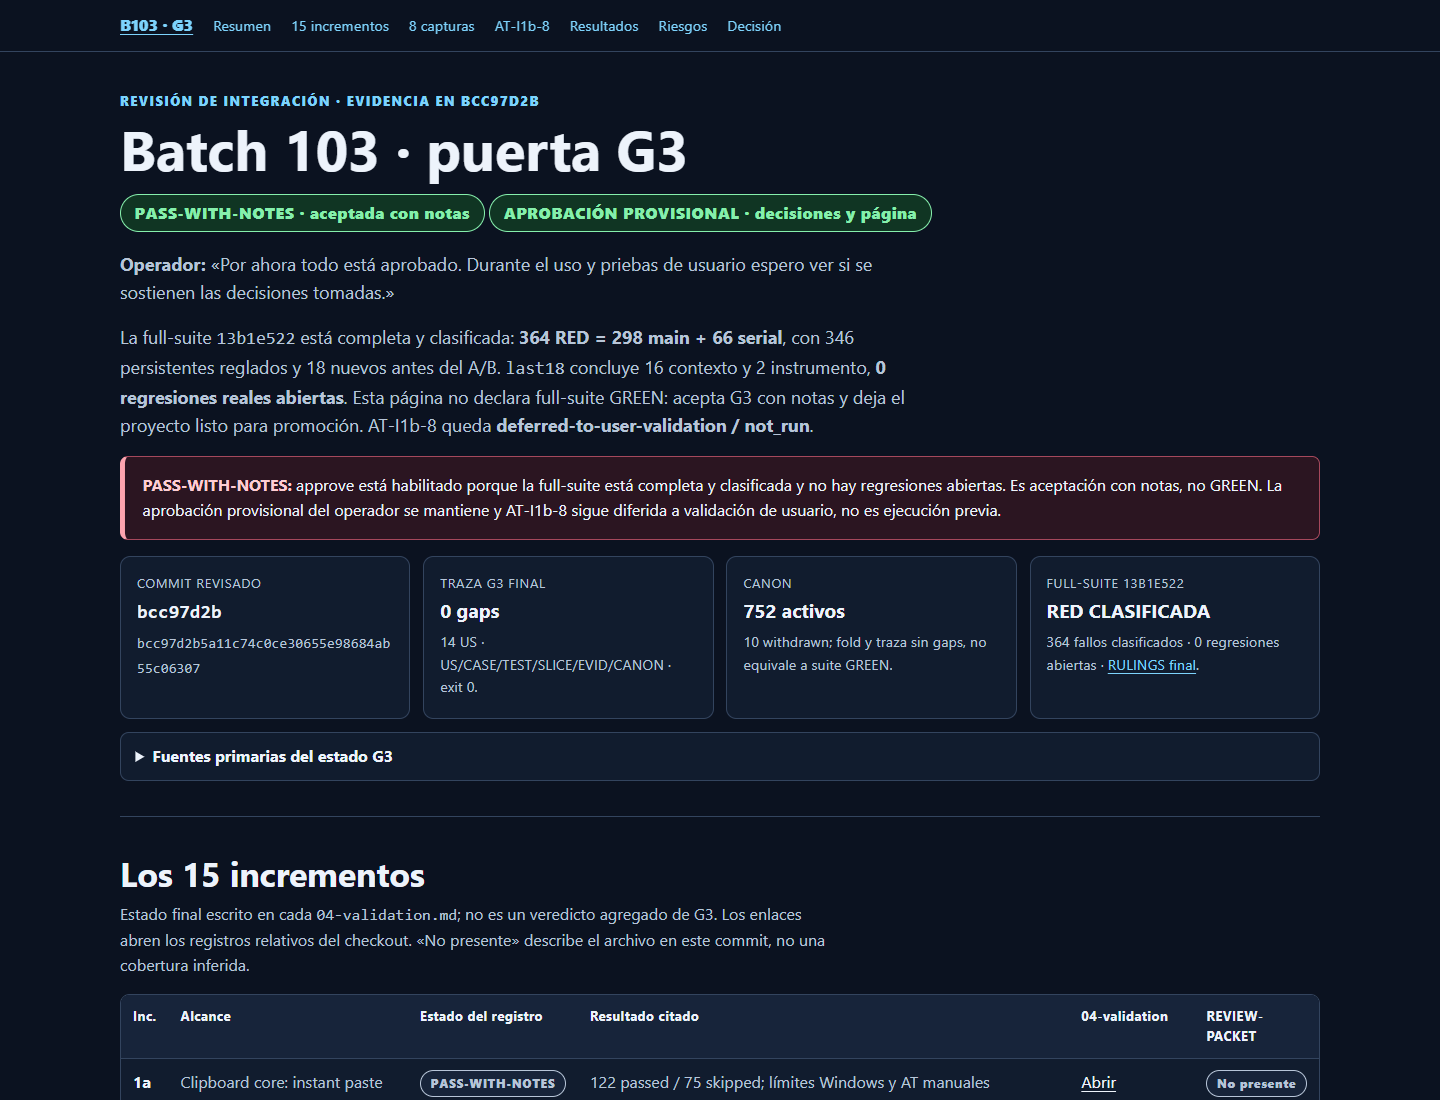 B103 · G3 Resumen 15 incrementos 8 capturas AT-I1b-8 Resultados Riesgos Decisión
REVISIÓN DE INTEGRACIÓN · EVIDENCIA EN BCC97D2B
Batch 103 · puerta G3
PASS-WITH-NOTES · aceptada con notas APROBACIÓN PROVISIONAL · decisiones y página
Operador: «Por ahora todo está aprobado. Durante el uso y priebas de usuario espero ver si se
sostienen las decisiones tomadas.»
La full-suite 13b1e522 está completa y clasificada: 364 RED = 298 main + 66 serial, con 346
persistentes reglados y 18 nuevos antes del A/B. last18 concluye 16 contexto y 2 instrumento, 0
regresiones reales abiertas. Esta página no declara full-suite GREEN: acepta G3 con notas y deja el
proyecto listo para promoción. AT-I1b-8 queda deferred-to-user-validation / not_run.
PASS-WITH-NOTES: approve está habilitado porque la full-suite está completa y clasificada y no hay regresiones abiertas. Es aceptación con notas, no GREEN. La
aprobación provisional del operador se mantiene y AT-I1b-8 sigue diferida a validación de usuario, no es ejecución previa.
COMMIT REVISADO
bcc97d2b
bcc97d2b5a11c74c0ce30655e98684ab
55c06307
TRAZA G3 FINAL
0 gaps
14 US ·
US/CASE/TEST/SLICE/EVID/CANON ·
exit 0.
CANON
752 activos
10 withdrawn; fold y traza sin gaps, no
equivale a suite GREEN.
FULL-SUITE 13B1E522
RED CLASIFICADA
364 fallos clasificados · 0 regresiones
abiertas · RULINGS final.
▶ Fuentes primarias del estado G3
Los 15 incrementos
Estado final escrito en cada 04-validation.md; no es un veredicto agregado de G3. Los enlaces
abren los registros relativos del checkout. «No presente» describe el archivo en este commit, no una
cobertura inferida.
Inc. Alcance Estado del registro Resultado citado 04-validation REVIEW-
PACKET
1a Clipboard core: instant paste PASS-WITH-NOTES 122 passed / 75 skipped; límites Windows y AT manuales Abrir No presente